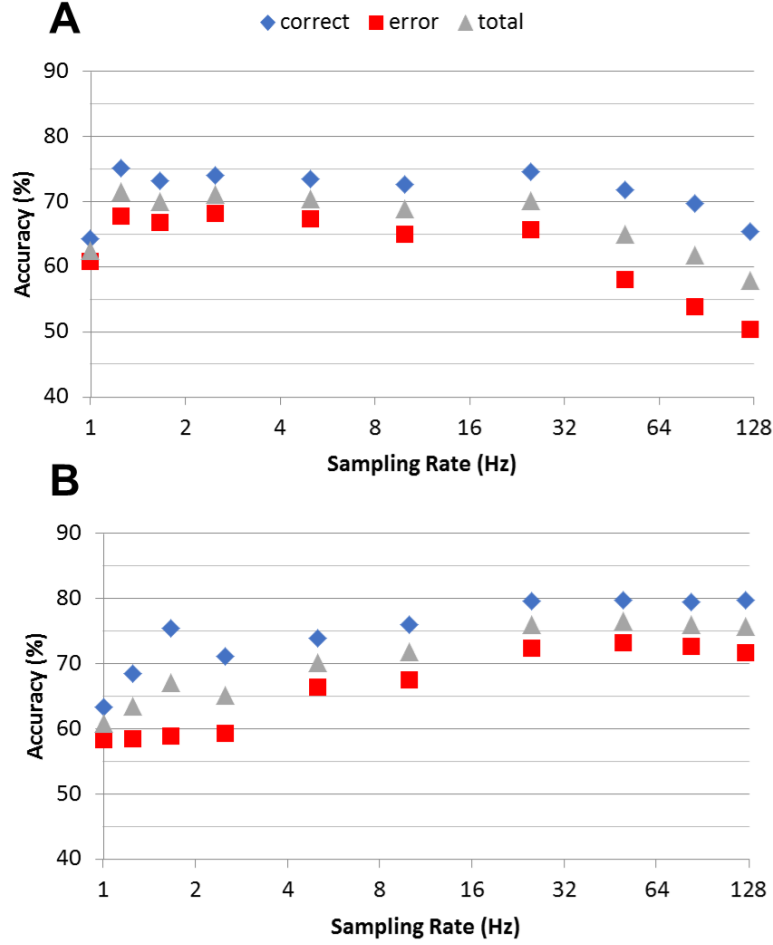 A
correct error total
90
80
70
60
50
40
Accuracy (%)
1 2 4 8 16 32 64 128
Sampling Rate (Hz)
B
90
80
70
60
50
40
Accuracy (%)
1 2 4 8 16 32 64 128
Sampling Rate (Hz)